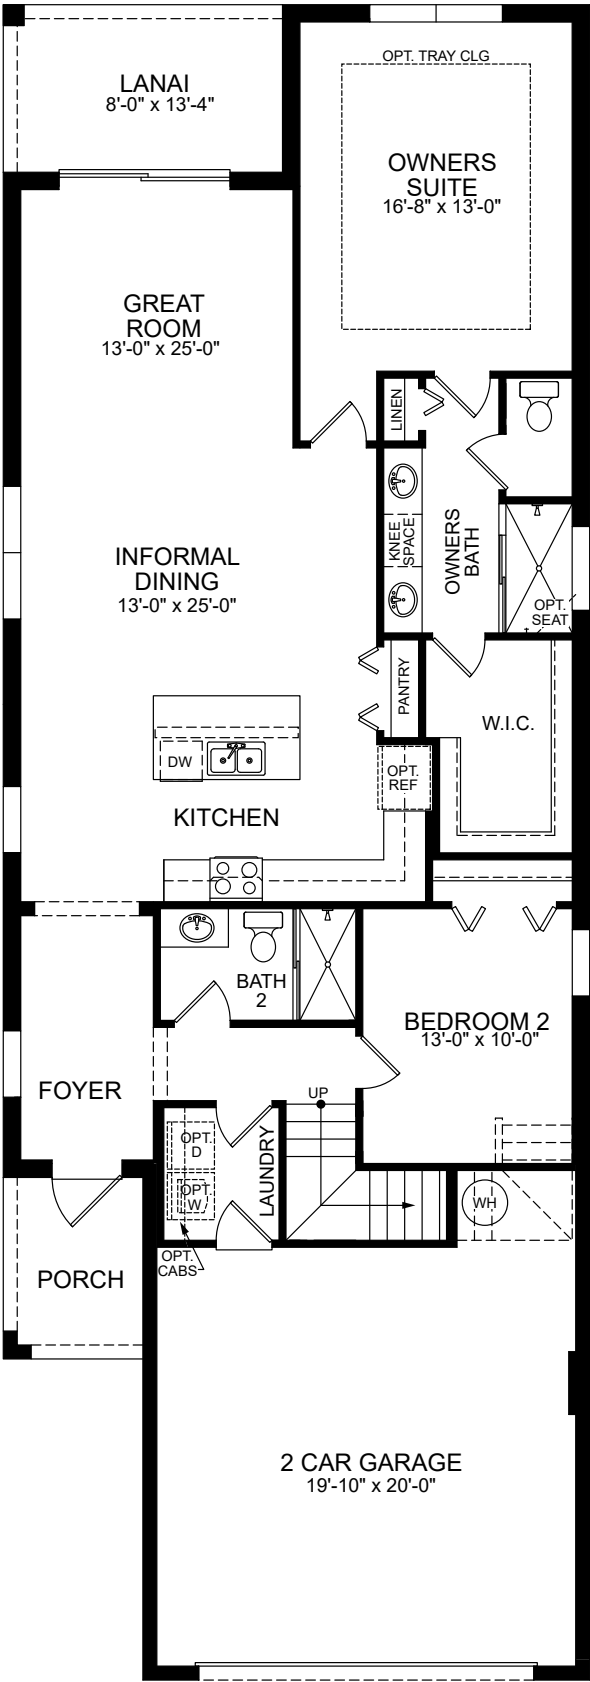 OPT. TRAY CLG
LANAI
8'-0" x 13'-4"
OWNERS
SUITE
16'-8" x 13'-0"
GREAT
ROOM
13'-0" x 25'-0"
LINEN
KNEE
SPACE
OWNERS
BATH
INFORMAL
DINING
13'-0" x 25'-0"
OPT.
SEAT
PANTRY
W.I.C.
DW
OPT.
REF
KITCHEN
BATH
2
BEDROOM 2
13'-0" x 10'-0"
FOYER
UP
OPT.
D
LAUNDRY
OPT.
W
WH
OPT.
CABS
PORCH
2 CAR GARAGE
19'-10" x 20'-0"